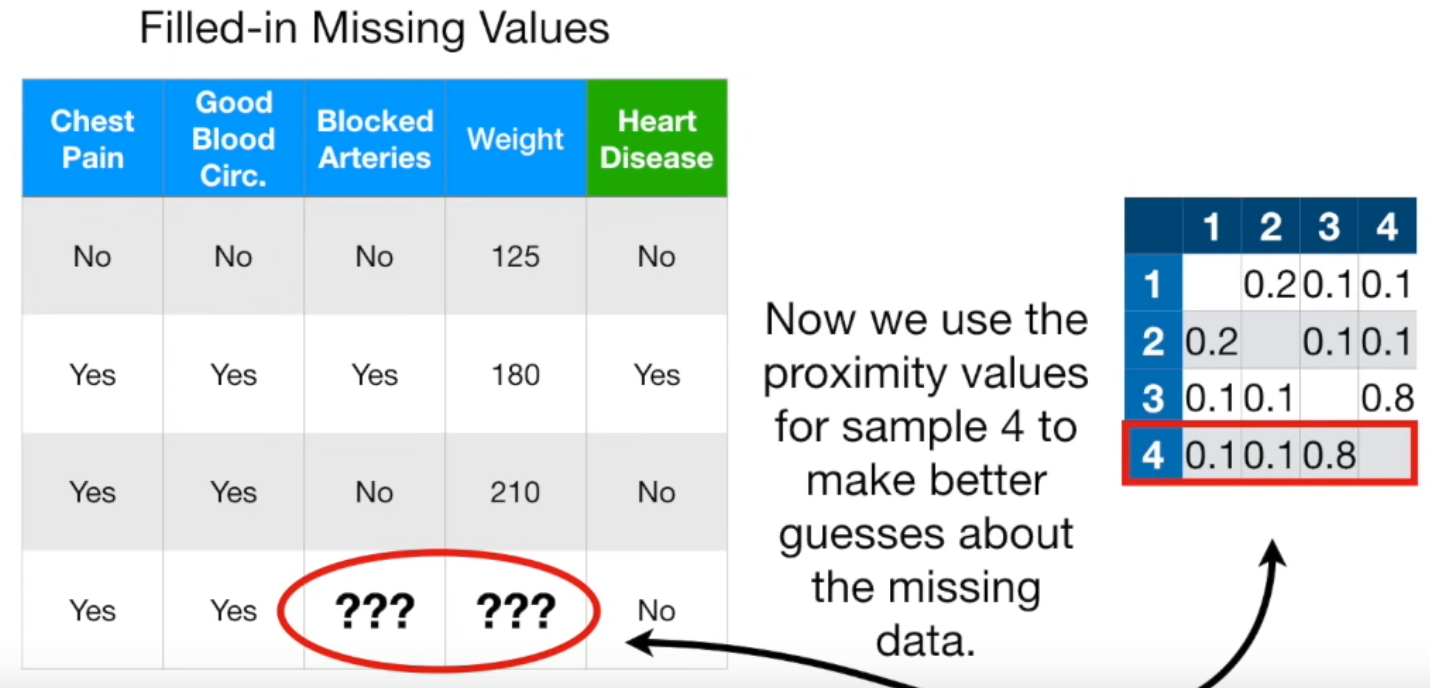 Filled-in Missing Values
Chest Pain	Good Blood Circ.	Blocked Arteries	Weight	Heart Disease
No	No	No	125	No
Yes	Yes	Yes	180	Yes
Yes	Yes	No	210	No
Yes	Yes	???	???	No
Now we use the
proximity values
for sample 4 to
make better
guesses about
the missing
data.
1	2	3	4
1	0.2	0.1	0.1
2	0.2	0.1	0.1
3	0.1	0.1	0.8
4	0.1	0.1	0.8